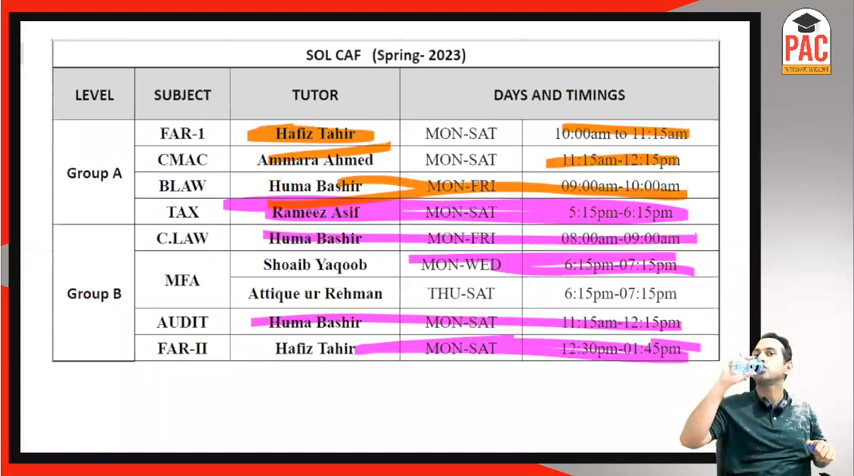 PAC
SOL CAF (Spring- 2023)
LEVEL SUBJECT TUTOR DAYS AND TIMINGS
Group A
FAR-1 Hafiz Tahir MON-SAT 10:00am to 11:15am
CMAC Ammara Ahmed MON-SAT 11:15am-12:15pm
BLAW Huma Bashir MON-FRI 09:00am-10:00am
TAX Rameez Asif MON-SAT 5:15pm-6:15pm
Group B
C.LAW Huma Bashir MON-FRI 08:00am-09:00am
MFA
Shoaib Yaqoob MON-WED 6:15pm-07:15pm
Attique ur Rehman THU-SAT 6:15pm-07:15pm
AUDIT Huma Bashir MON-SAT 11:15am-12:15pm
FAR-II Hafiz Tahir MON-SAT 12:30pm-01:45pm